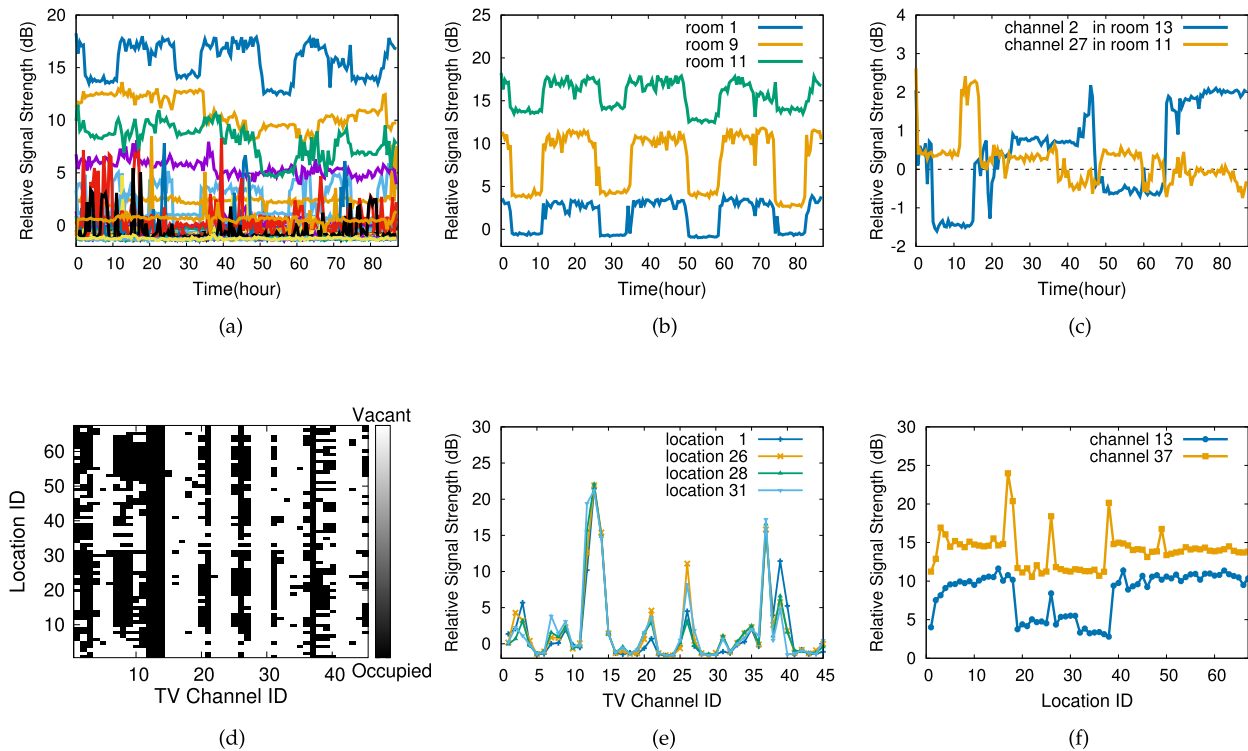 20
15
10
5
0
Relative Signal Strength (dB)
0 10 20 30 40 50 60 70 80
Time(hour)
(a)
25
20
15
10
5
0
Relative Signal Strength (dB)
room 1
room 9
room 11
0 10 20 30 40 50 60 70 80
Time(hour)
(b)
4
3
2
1
0
-1
-2
Relative Signal Strength (dB)
channel 2 in room 13
channel 27 in room 11
0 10 20 30 40 50 60 70 80
Time(hour)
(c)
Vacant
60
50
40
30
20
10
Location ID
10 20 30 40
Occupied
TV Channel ID
(d)
30
25
20
15
10
5
0
Relative Signal Strength (dB)
location 1
location 26
location 28
location 31
0 5 10 15 20 25 30 35 40 45
TV Channel ID
(e)
30
25
20
15
10
5
0
Relative Signal Strength (dB)
channel 13
channel 37
0 10 20 30 40 50 60
Location ID
(f)